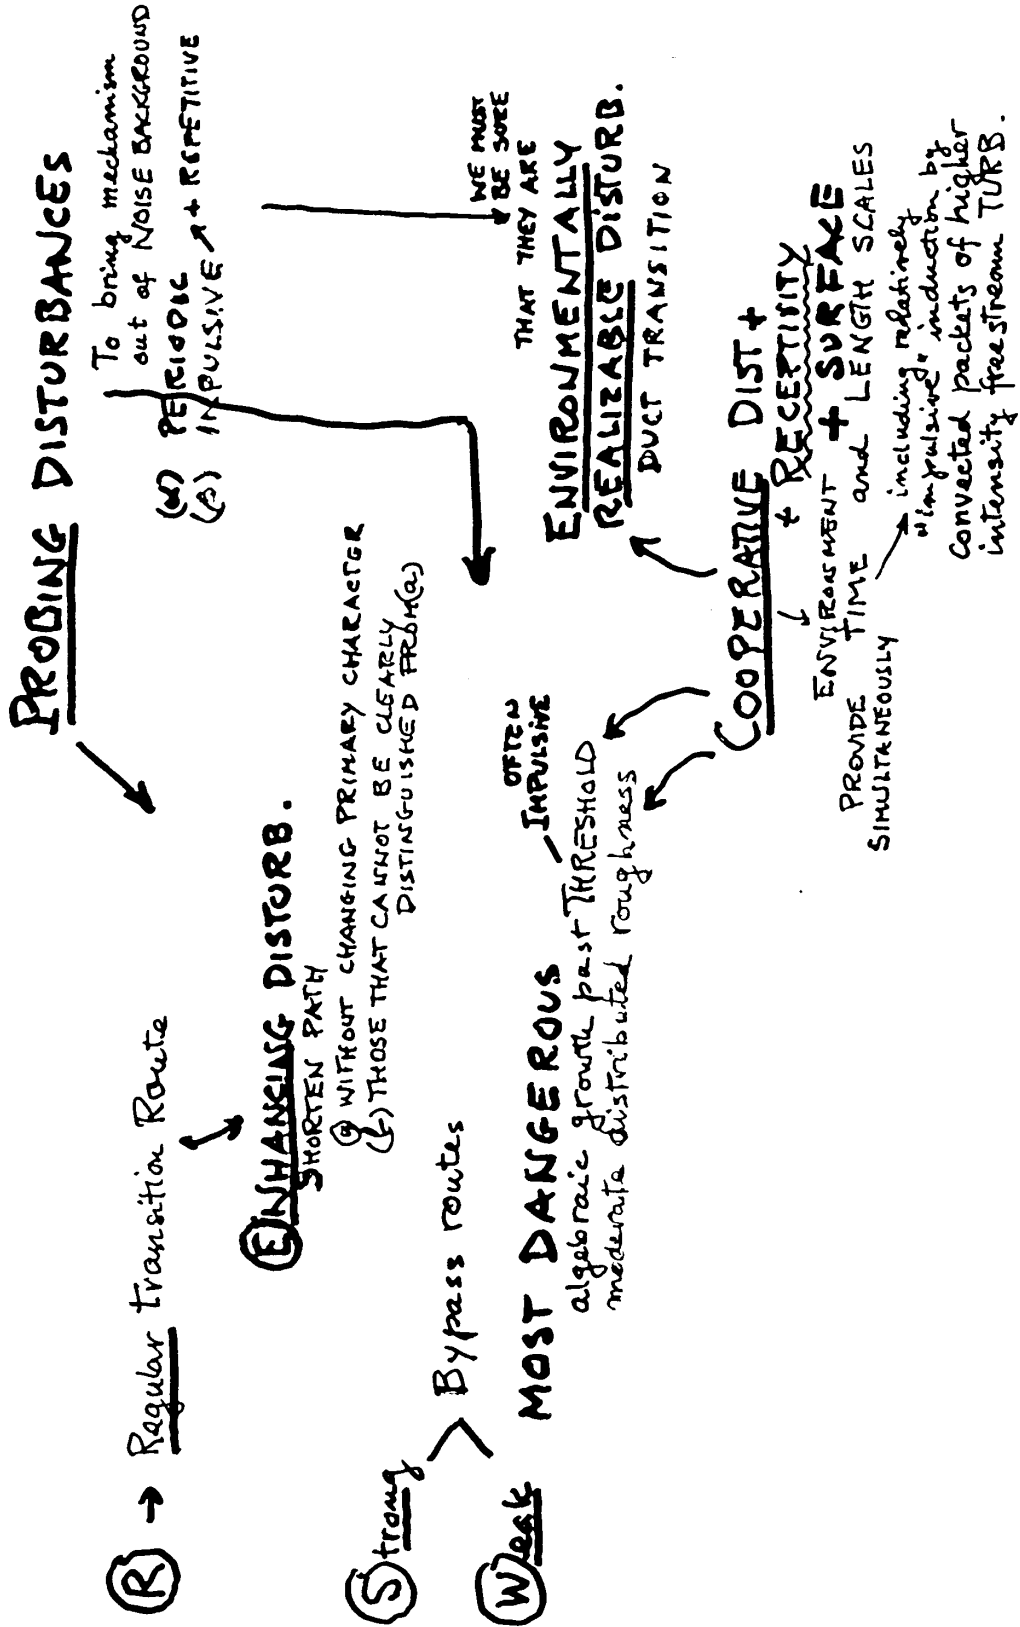 PROBING DISTURBANCES
To bring mechanism
out of NOISE BACKGROUND
(α) PERIODIC
(β) IMPULSIVE → + REPETITIVE
R → Regular transition Route
ENHANCING DISTURB.
SHORTEN PATH
(a) WITHOUT CHANGING PRIMARY CHARACTER
(b) THOSE THAT CANNOT BE CLEARLY
DISTINGUISHED FROM (a)
Strong
Weak
Bypass routes
MOST DANGEROUS
OFTEN
IMPULSIVE
algebraic growth past THRESHOLD
moderate distributed roughness
WE MUST
BE SURE
THAT THEY ARE
ENVIRONMENTALLY
REALIZABLE DISTURB.
DUCT TRANSITION
COOPERATIVE DIST +
+ RECEPTIVITY
ENVIRONMENT + SURFACE
PROVIDE TIME and LENGTH SCALES
SIMULTANEOUSLY
including relatively
"impulsive" induction by
convected packets of higher
intensity freestream TURB.